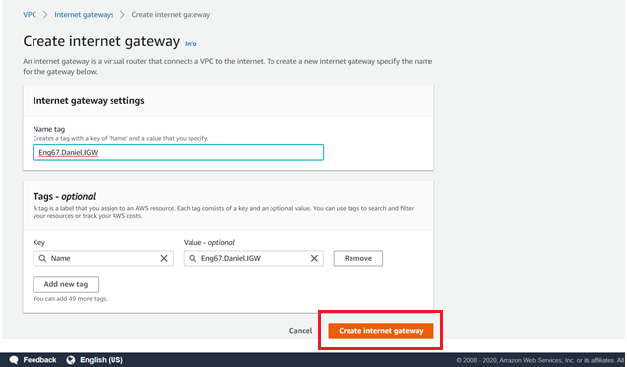 VPC > Internet gateways > Create internet gateway
Create internet gateway Info
An internet gateway is a virtual router that connects a VPC to the internet. To create a new internet gateway specify the name
for the gateway below.
Internet gateway settings
Name tag
Creates a tag with a key of 'Name' and a value that you specify.
Eng67.Daniel.IGW
Tags - optional
A tag is a label that you assign to an AWS resource. Each tag consists of a key and an optional value. You can use tags to search and filter
your resources or track your AWS costs.
Key Value - optional
Name Eng67.Daniel.IGW Remove
Add new tag
You can add 49 more tags.
Cancel Create internet gateway
Feedback English (US) © 2008 - 2020, Amazon Web Services, Inc. or its affiliates. All